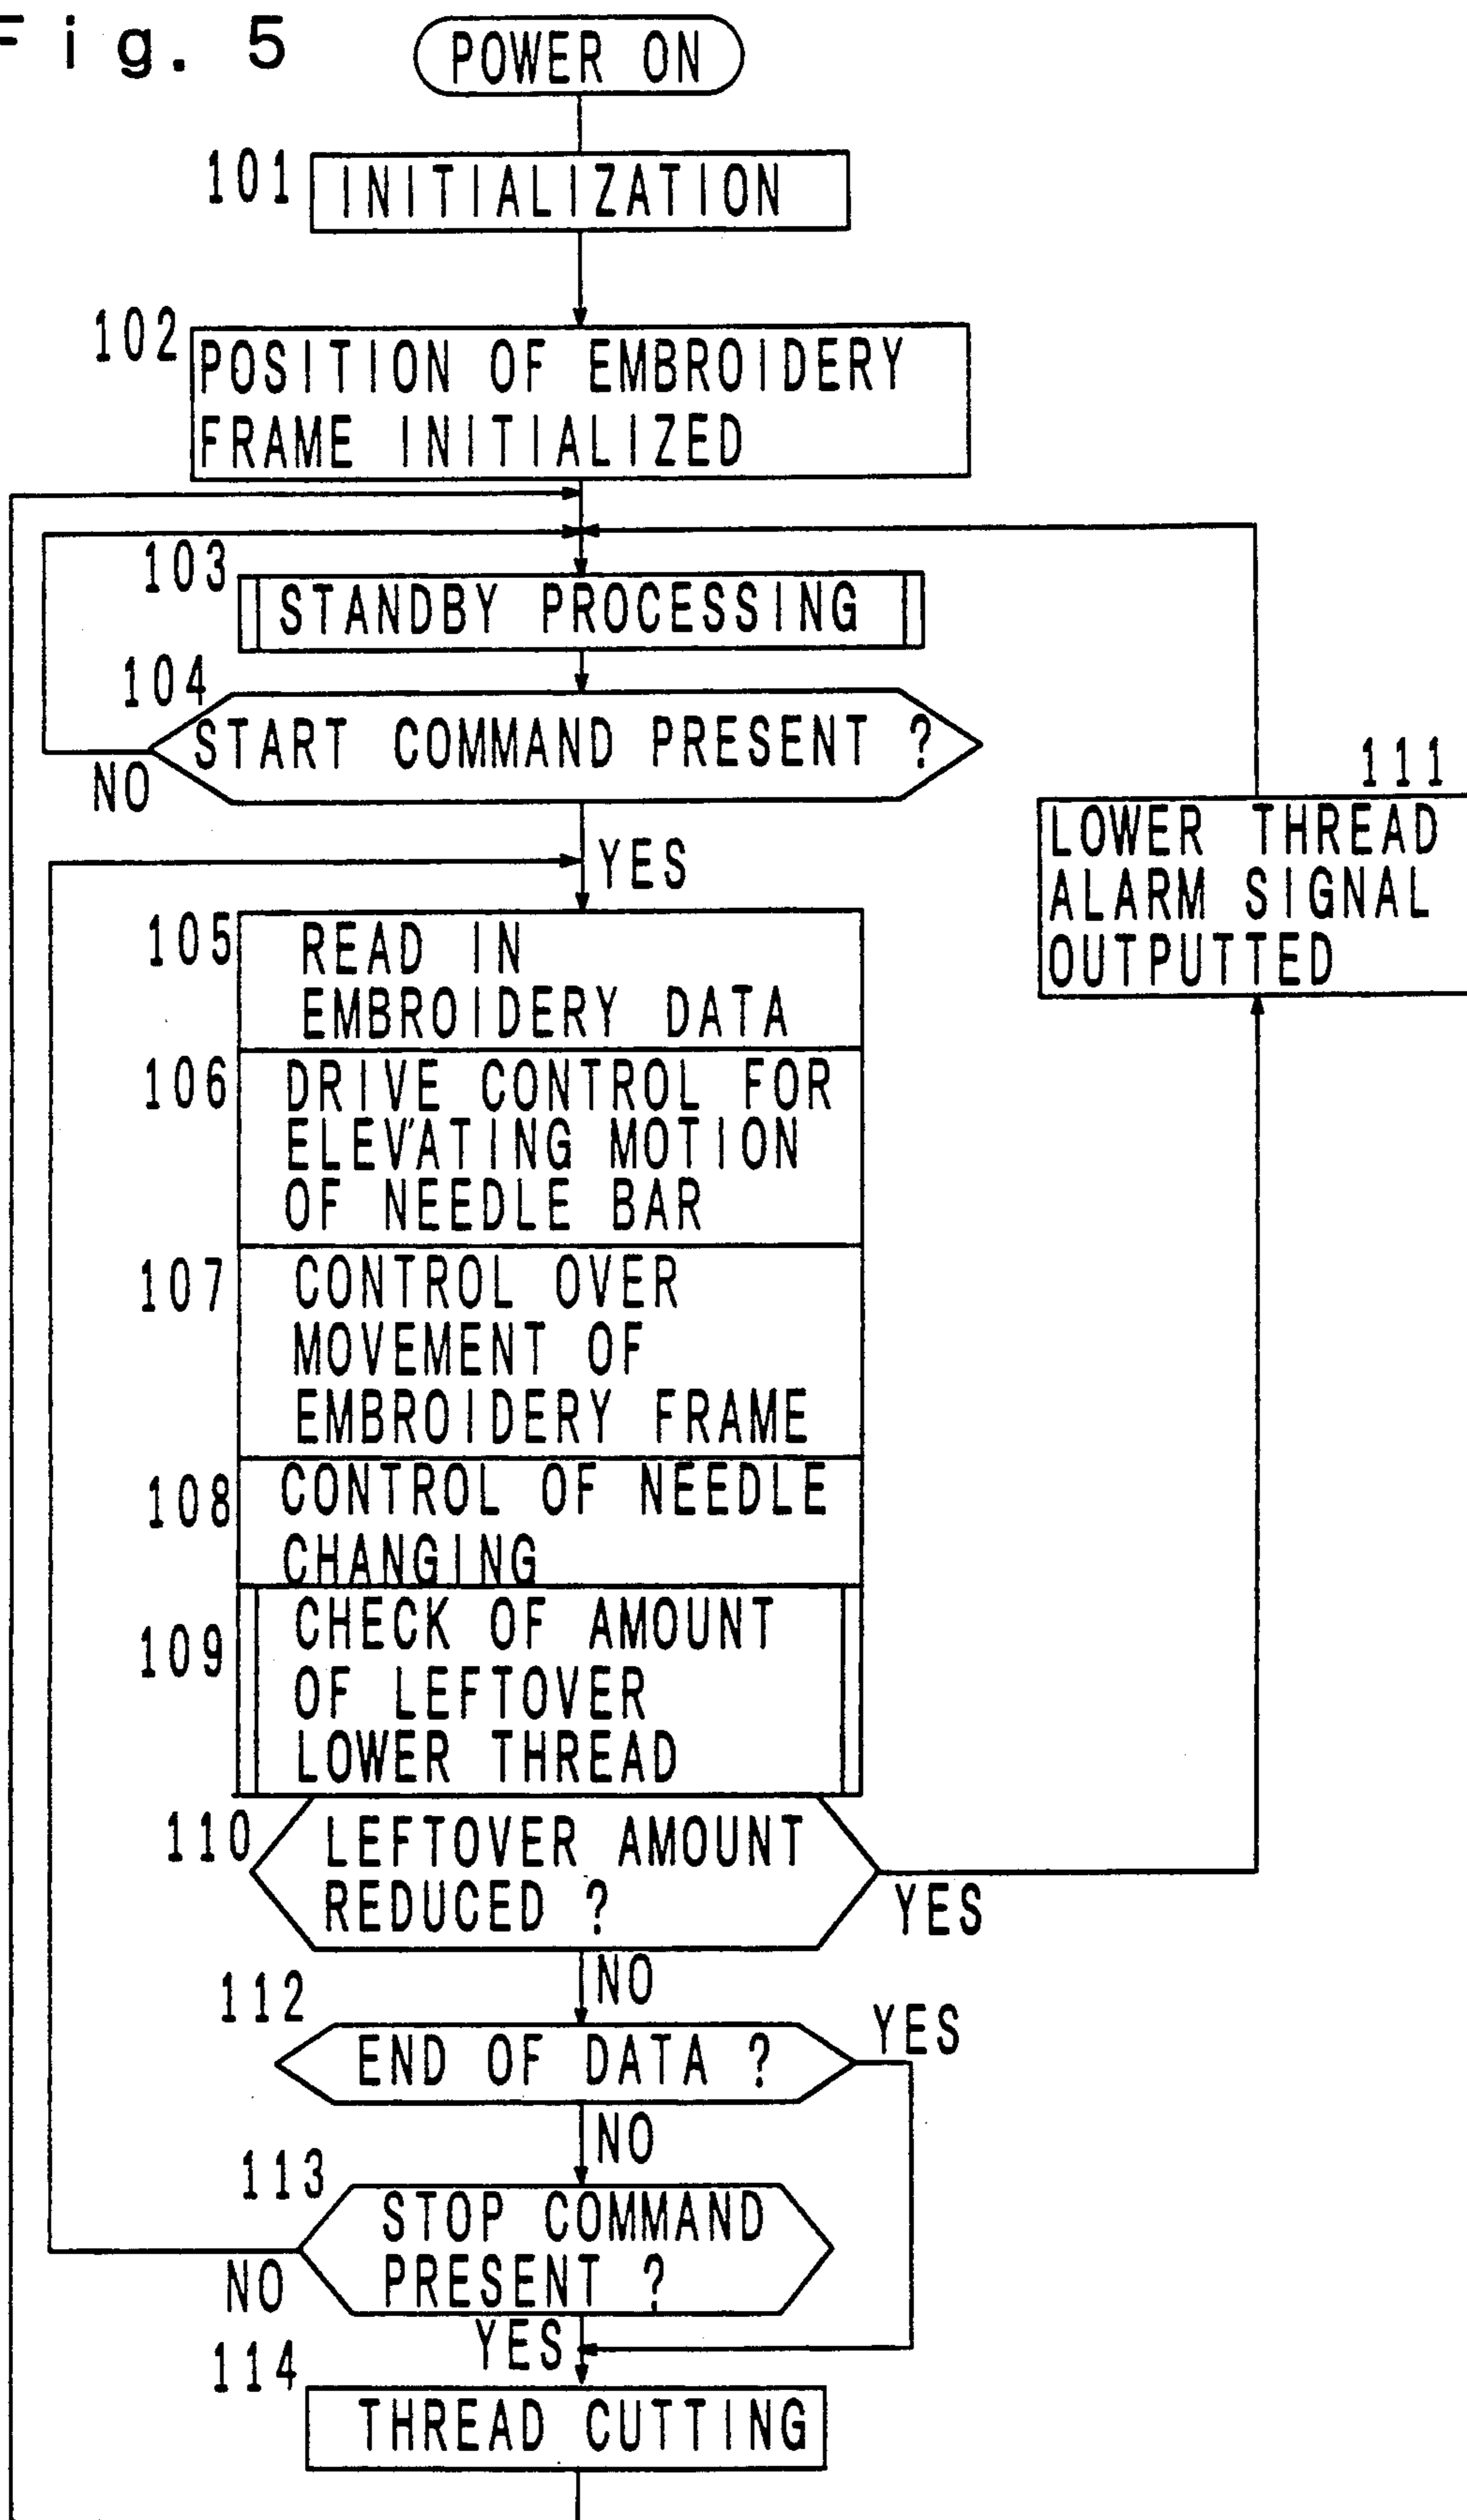 Fig. 5
POWER ON
101
INITIALIZATION
102
POSITION OF EMBROIDERY
FRAME INITIALIZED
103
STANDBY PROCESSING
104
START COMMAND PRESENT ?
NO
YES
111
LOWER THREAD
ALARM SIGNAL
OUTPUTTED
105
READ IN
EMBROIDERY DATA
106
DRIVE CONTROL FOR
ELEVATING MOTION
OF NEEDLE BAR
107
CONTROL OVER
MOVEMENT OF
EMBROIDERY FRAME
108
CONTROL OF NEEDLE
CHANGING
109
CHECK OF AMOUNT
OF LEFTOVER
LOWER THREAD
110
LEFTOVER AMOUNT
REDUCED ?
YES
NO
112
END OF DATA ?
YES
NO
113
STOP COMMAND
PRESENT ?
NO
YES
114
THREAD CUTTING